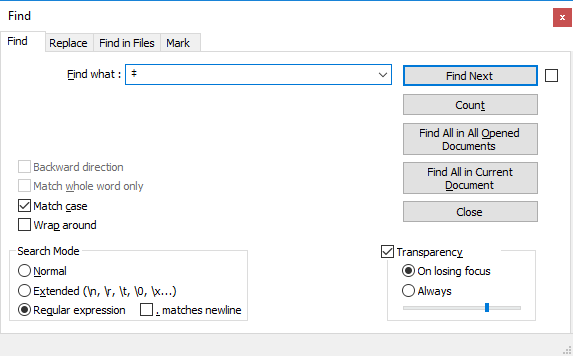 Find
x
Find
Replace
Find in Files
Mark
Find what :
‡
Find Next
Count
Find All in All Opened
Documents
Find All in Current
Document
Close
Backward direction
Match whole word only
Match case
Wrap around
Search Mode
Normal
Extended (\n, \r, \t, \0, \x...)
Regular expression
. matches newline
Transparency
On losing focus
Always